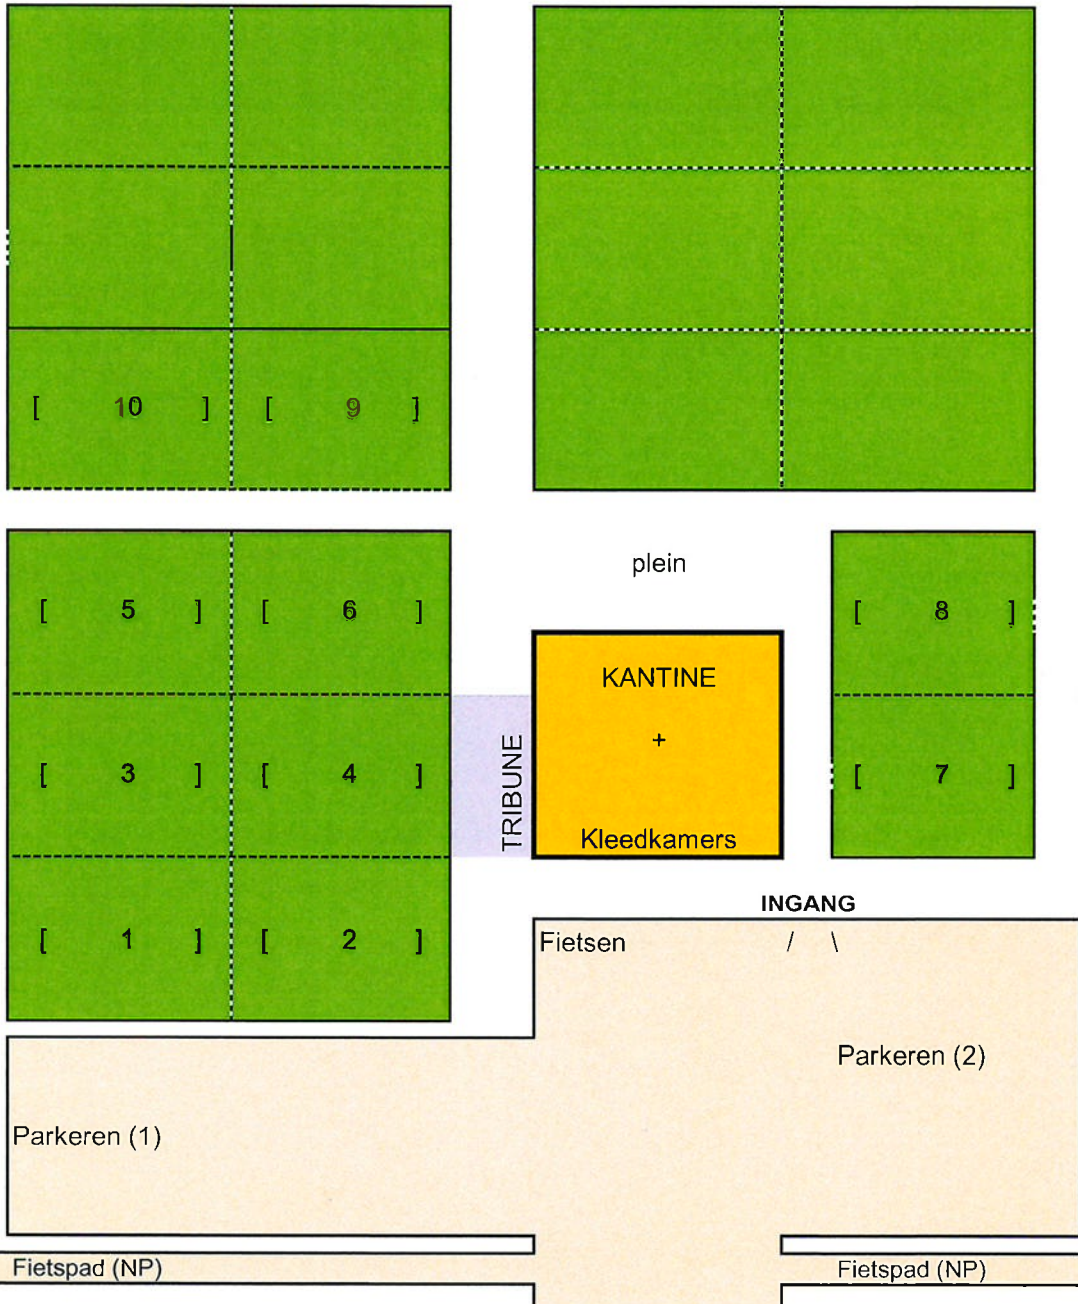 [ 10 ] [ 9 ]
plein
[ 5 ] [ 6 ]
[ 8 ]
KANTINE
+
Kleedkamers
TRIBUNE
[ 3 ] [ 4 ]
[ 7 ]
INGANG
[ 1 ] [ 2 ]
Fietsen
/ \
Parkeren (2)
Parkeren (1)
Fietspad (NP)
Fietspad (NP)